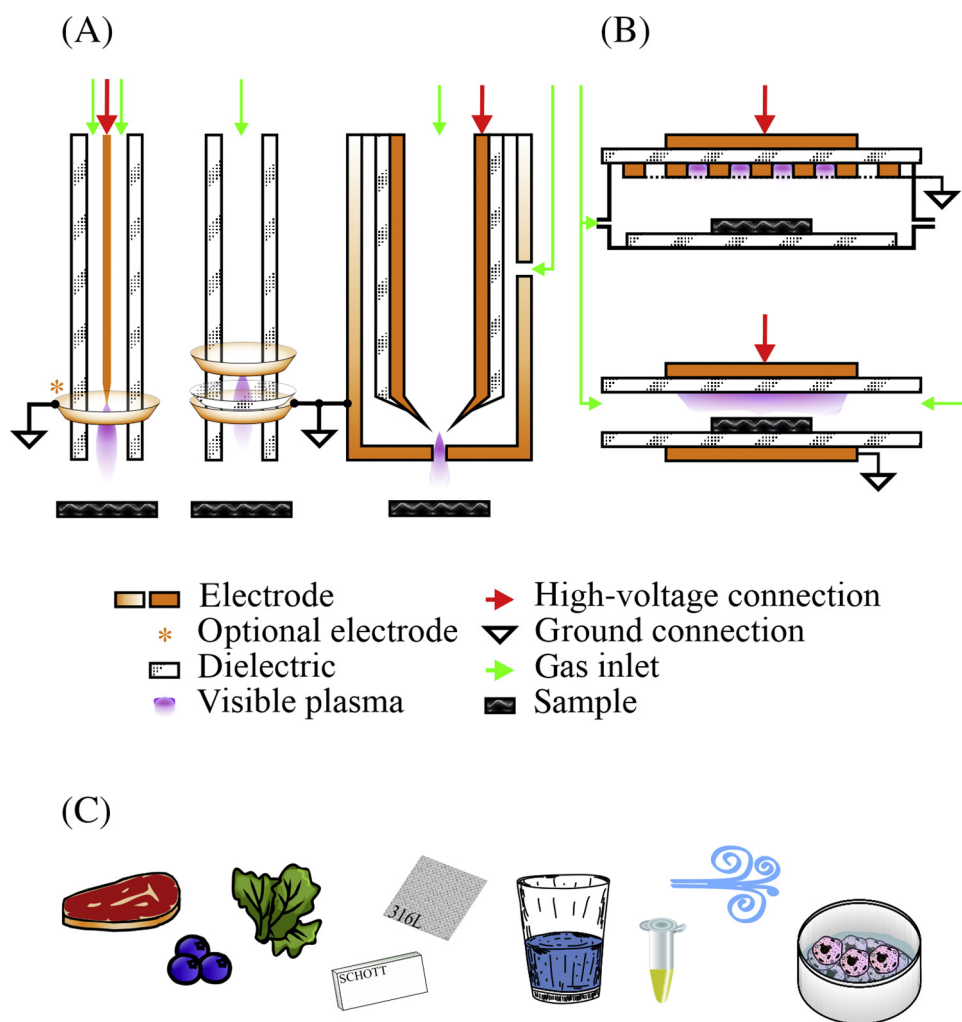 (A)
(B)
*
Electrode
High-voltage connection
* Optional electrode
Ground connection
Dielectric
Gas inlet
Visible plasma
Sample
(C)
316L
SCHOTT